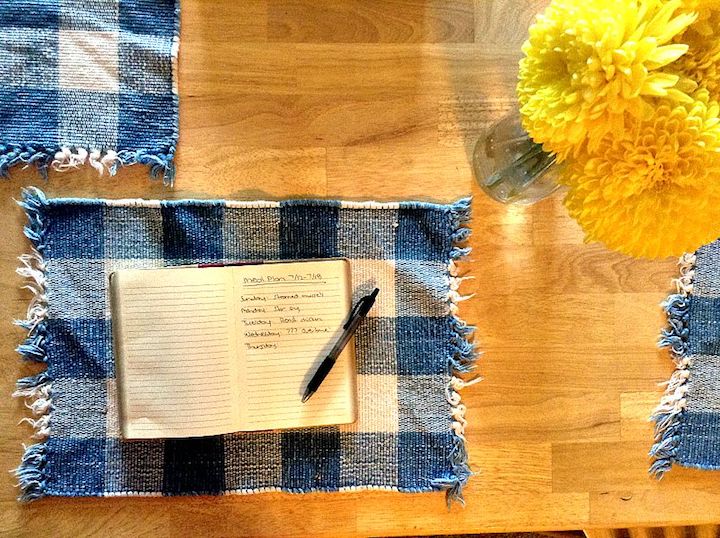 Meal Plan 7/12-7/18
Sunday: Steamed mussels
Monday: Stir fry
Tuesday:
Wednesday: ???
Thursday: